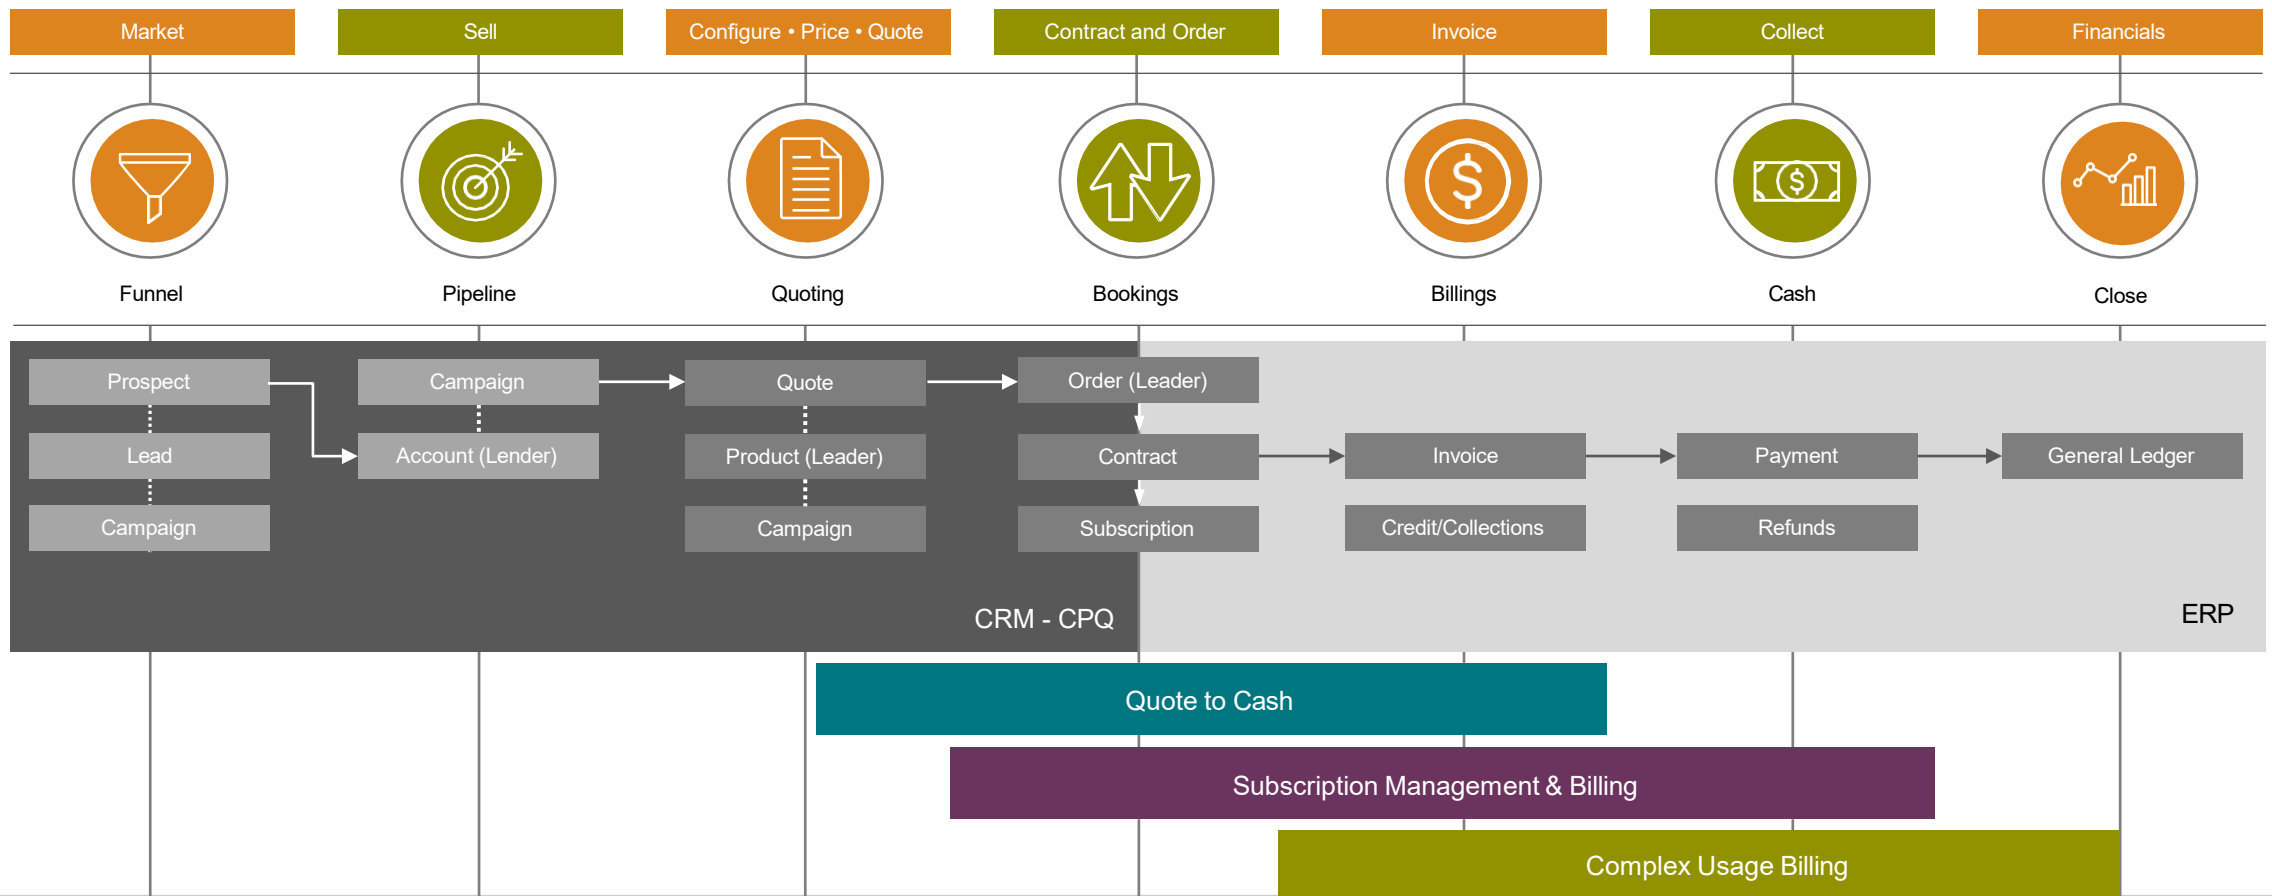 Market
Sell
Configure • Price • Quote
Contract and Order
Invoice
Collect
Financials
Funnel
Pipeline
Quoting
Bookings
Billings
Cash
Close
Prospect
Campaign
Quote
Order (Leader)
Lead
Account (Lender)
Product (Leader)
Contract
Invoice
Payment
General Ledger
Campaign
Campaign
Subscription
Credit/Collections
Refunds
CRM - CPQ
ERP
Quote to Cash
Subscription Management & Billing
Complex Usage Billing